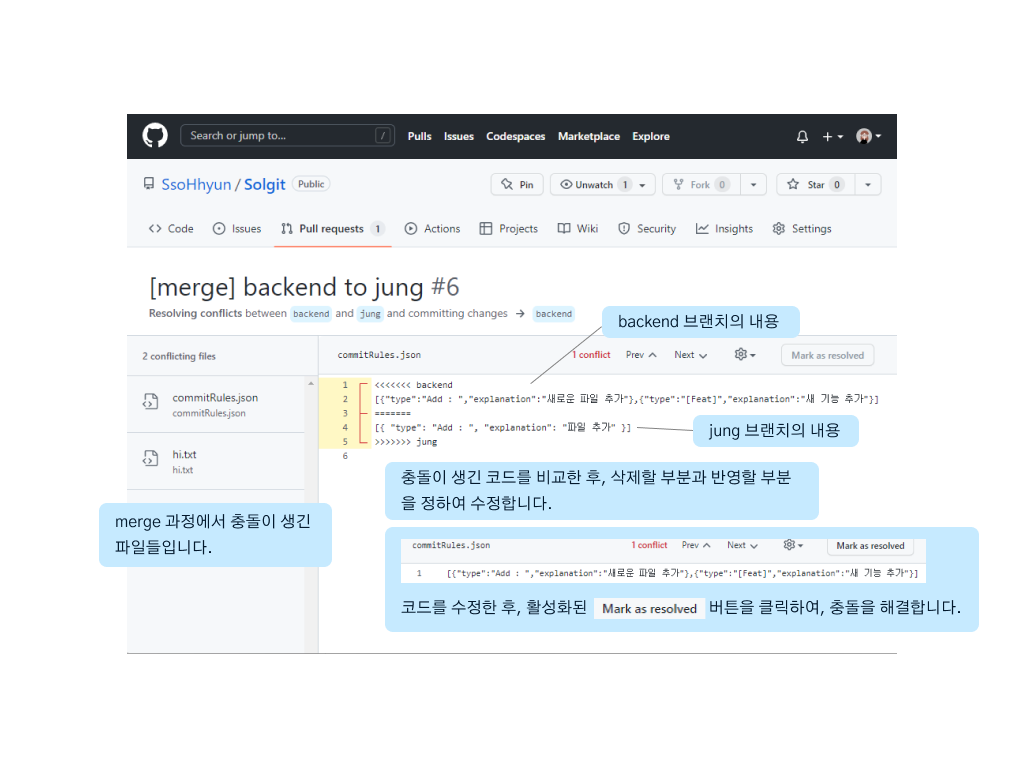 Search or jump to... /
Pulls Issues Codespaces Marketplace Explore
SsoHhyun / Solgit Public
Pin Unwatch 1 Fork 0 Star 0
Code Issues Pull requests 1 Actions Projects Wiki Security Insights Settings
[merge] backend to jung #6
Resolving conflicts between backend and jung and committing changes → backend
backend 브랜치의 내용
2 conflicting files
commitRules.json
commitRules.json
hi.txt
hi.txt
commitRules.json 1 conflict Prev Next Mark as resolved
1 <<<<<<< backend
2 [{"type":"Add : ","explanation":"새로운 파일 추가"},{"type":"[Feat]","explanation":"새 기능 추가"}]
3 =======
4 [{ "type": "Add : ", "explanation": "파일 추가" }]
5 >>>>>>> jung
6
jung 브랜치의 내용
충돌이 생긴 코드를 비교한 후, 삭제할 부분과 반영할 부분
을 정하여 수정합니다.
merge 과정에서 충돌이 생긴
파일들입니다.
commitRules.json 1 conflict Prev Next Mark as resolved
1 [{"type":"Add : ","explanation":"새로운 파일 추가"},{"type":"[Feat]","explanation":"새 기능 추가"}]
코드를 수정한 후, 활성화된 Mark as resolved 버튼을 클릭하여, 충돌을 해결합니다.